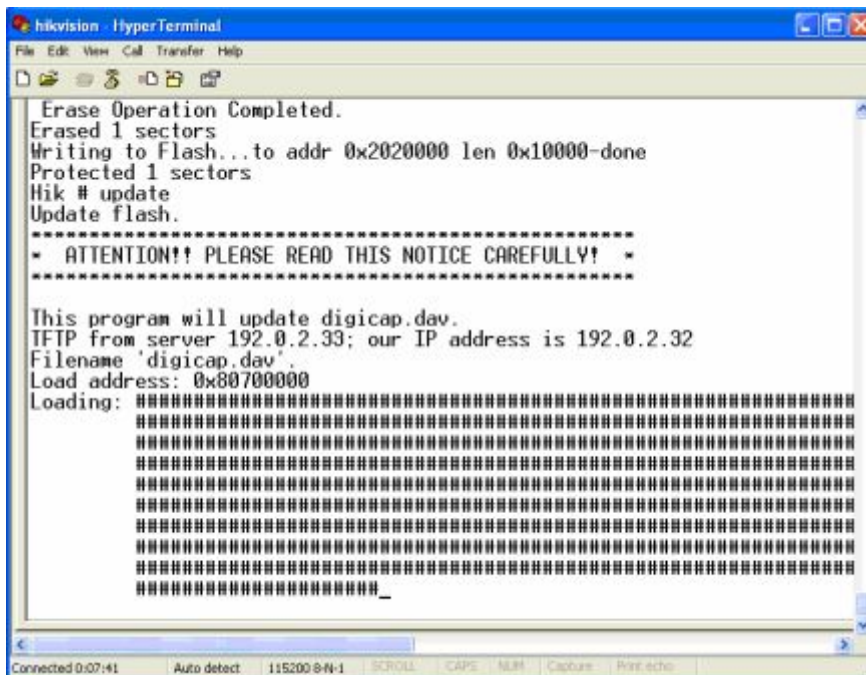 hikvision - HyperTerminal
File Edit View Call Transfer Help
Erase Operation Completed.
Erased 1 sectors
Writing to Flash...to addr 0x2020000 len 0x10000-done
Protected 1 sectors
Hik # update
Update flash.
*****************************************************
*  ATTENTION!! PLEASE READ THIS NOTICE CAREFULLY!  *
*****************************************************
This program will update digicap.dav.
TFTP from server 192.0.2.33; our IP address is 192.0.2.32
Filename 'digicap.dav'.
Load address: 0x80700000
Loading: #############################################################
#############################################################
#############################################################
#############################################################
#############################################################
#############################################################
#############################################################
#############################################################
#############################################################
#####################_
Connected 0:07:41 Auto detect 115200 8-N-1 SCROLL CAPS NUM Capture Print echo